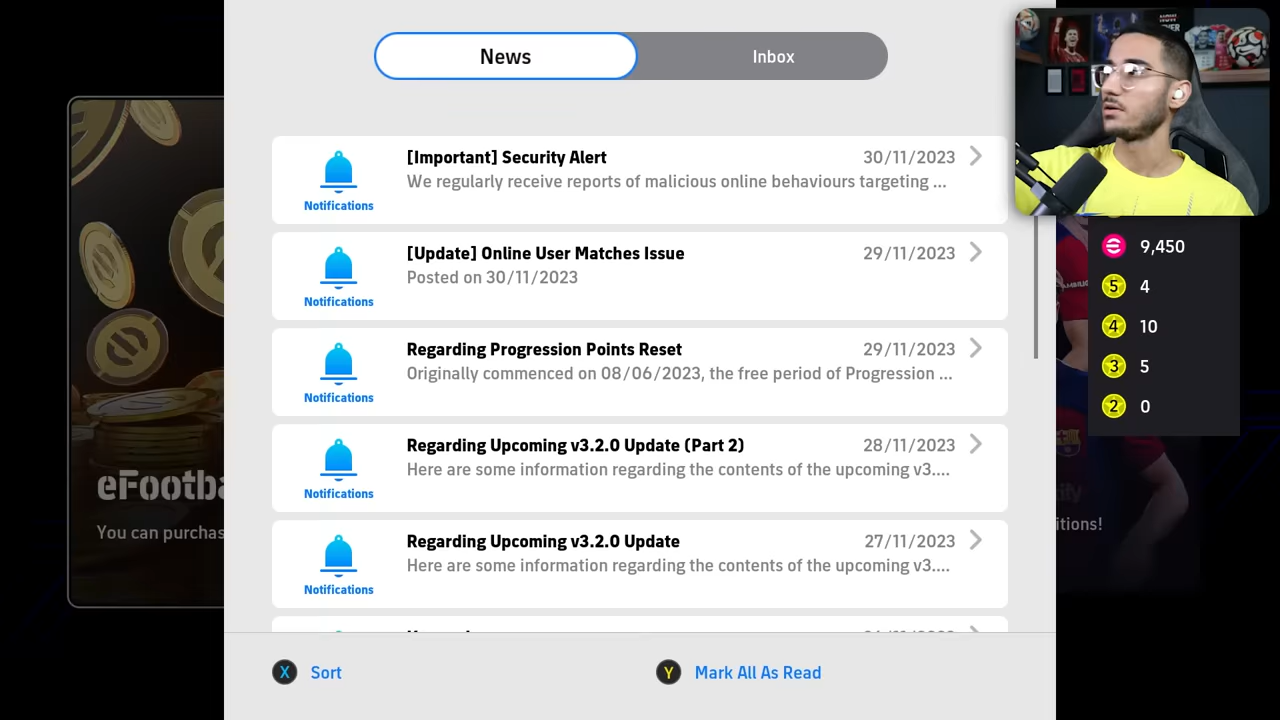 News
Inbox
[Important] Security Alert
30/11/2023
We regularly receive reports of malicious online behaviours targeting ...
Notifications
[Update] Online User Matches Issue
29/11/2023
Posted on 30/11/2023
Notifications
Regarding Progression Points Reset
29/11/2023
Originally commenced on 08/06/2023, the free period of Progression ...
Notifications
Regarding Upcoming v3.2.0 Update (Part 2)
28/11/2023
Here are some information regarding the contents of the upcoming v3....
Notifications
Regarding Upcoming v3.2.0 Update
27/11/2023
Here are some information regarding the contents of the upcoming v3....
Notifications
X Sort
Y Mark All As Read
9,450
5 4
4 10
3 5
2 0
eFootba
You can purchas
itions!